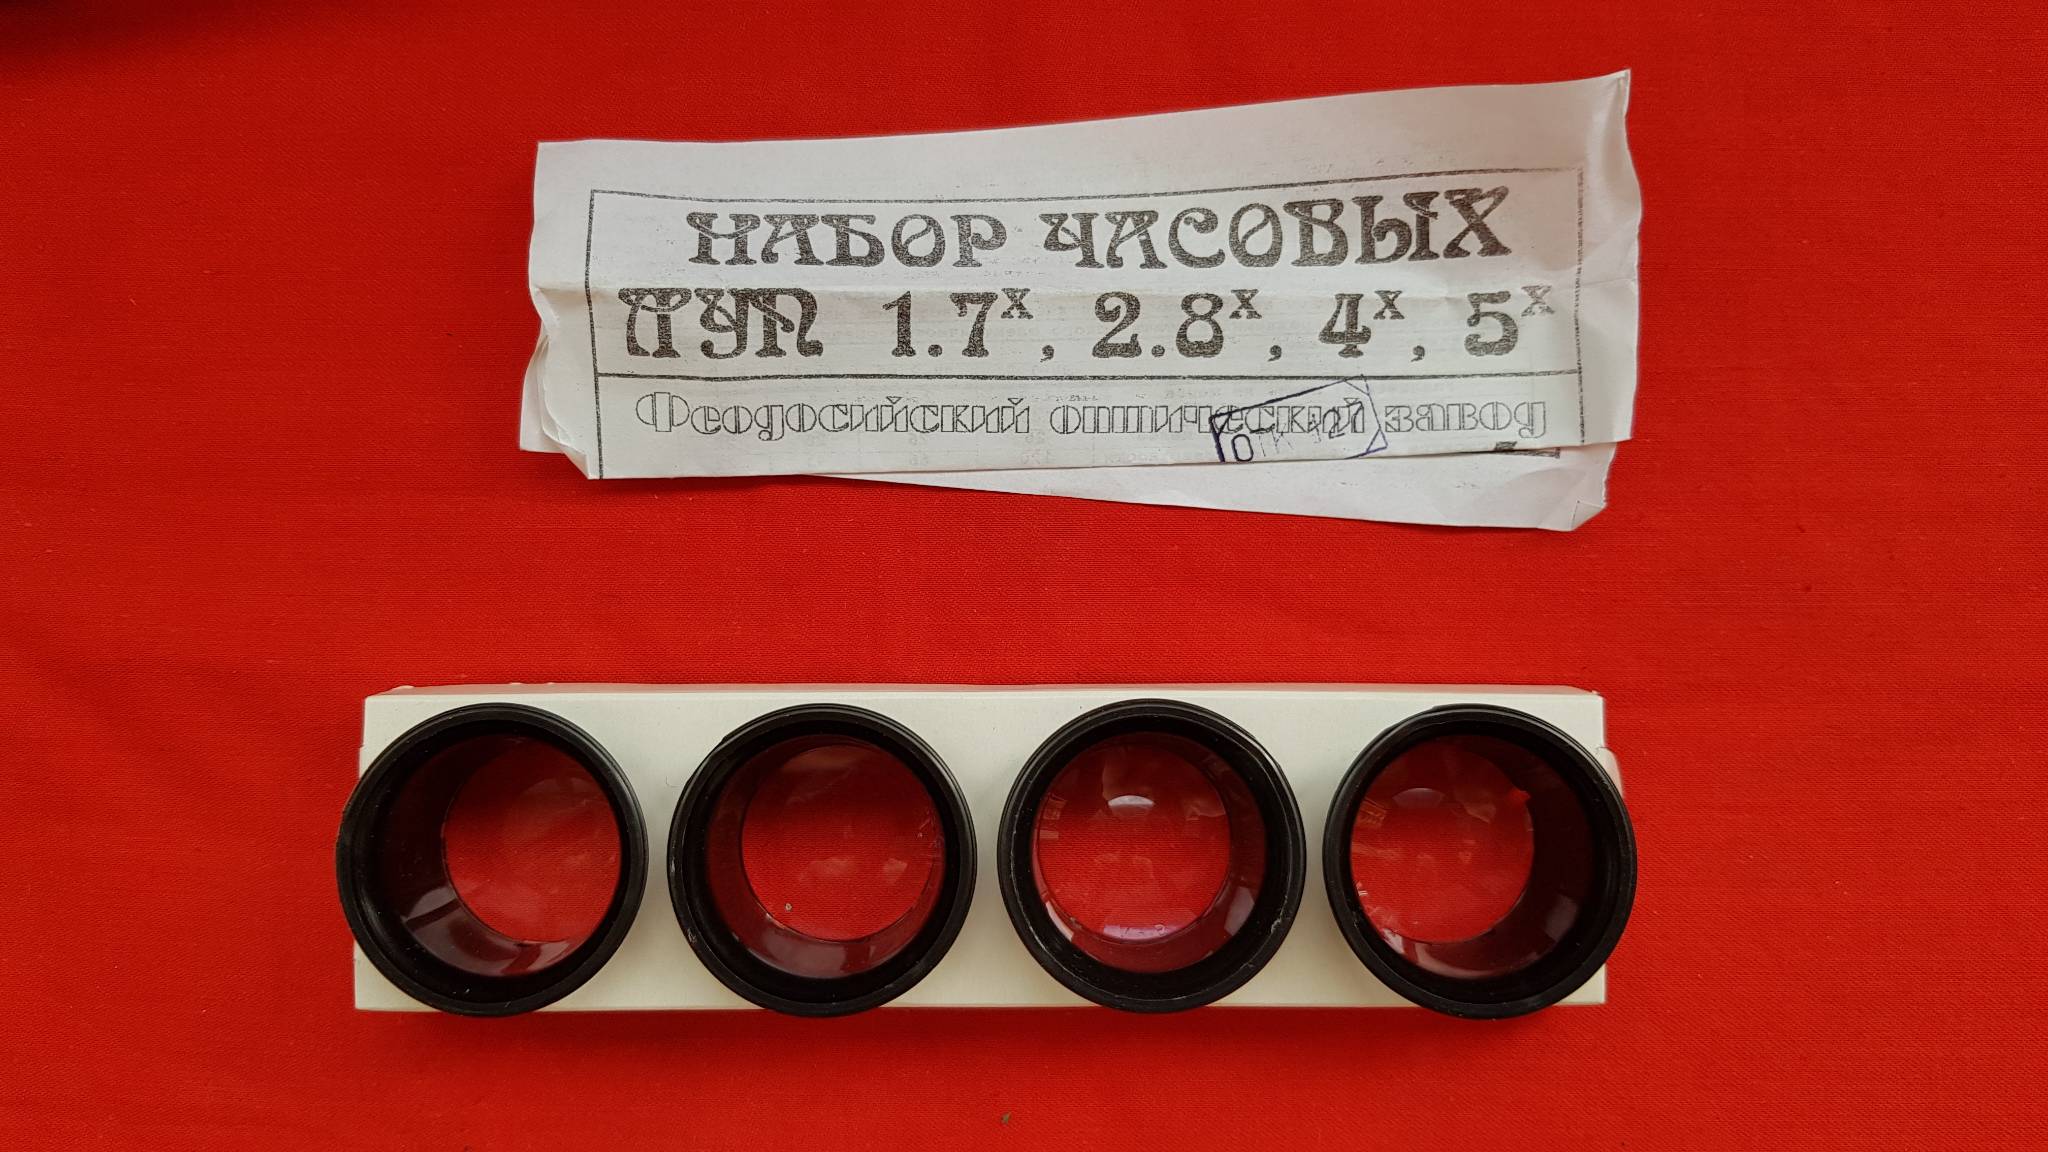 НАБОР ЧАСОВЫХ
ЛУП 1.7ˣ, 2.8ˣ, 4ˣ, 5ˣ
Феодосийский оптический завод
ОТК